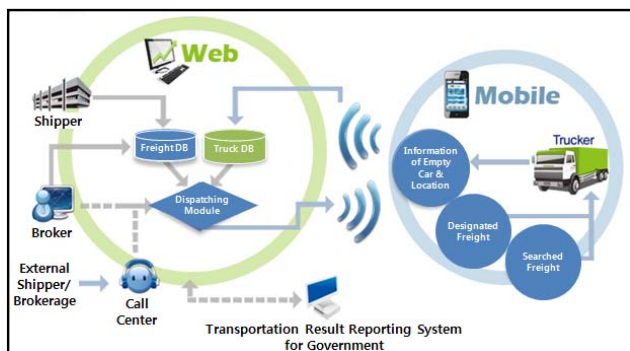 Web
Shipper
Freight DB
Truck DB
Dispatching
Module
Broker
External
Shipper/
Brokerage
Call
Center
Transportation Result Reporting System
for Government
Mobile
Trucker
Information
of Empty
Car &
Location
Designated
Freight
Searched
Freight